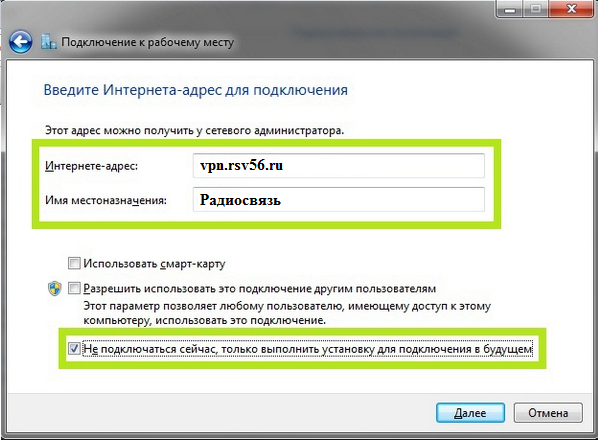 Подключение к рабочему месту
Введите Интернета-адрес для подключения
Этот адрес можно получить у сетевого администратора.
Интернете-адрес: vpn.rsv56.ru
Имя местоназначения: Радиосвязь
Использовать смарт-карту
Разрешить использовать это подключение другим пользователям
Этот параметр позволяет любому пользователю, имеющему доступ к этому
компьютеру, использовать это подключение.
Не подключаться сейчас, только выполнить установку для подключения в будущем
Далее Отмена